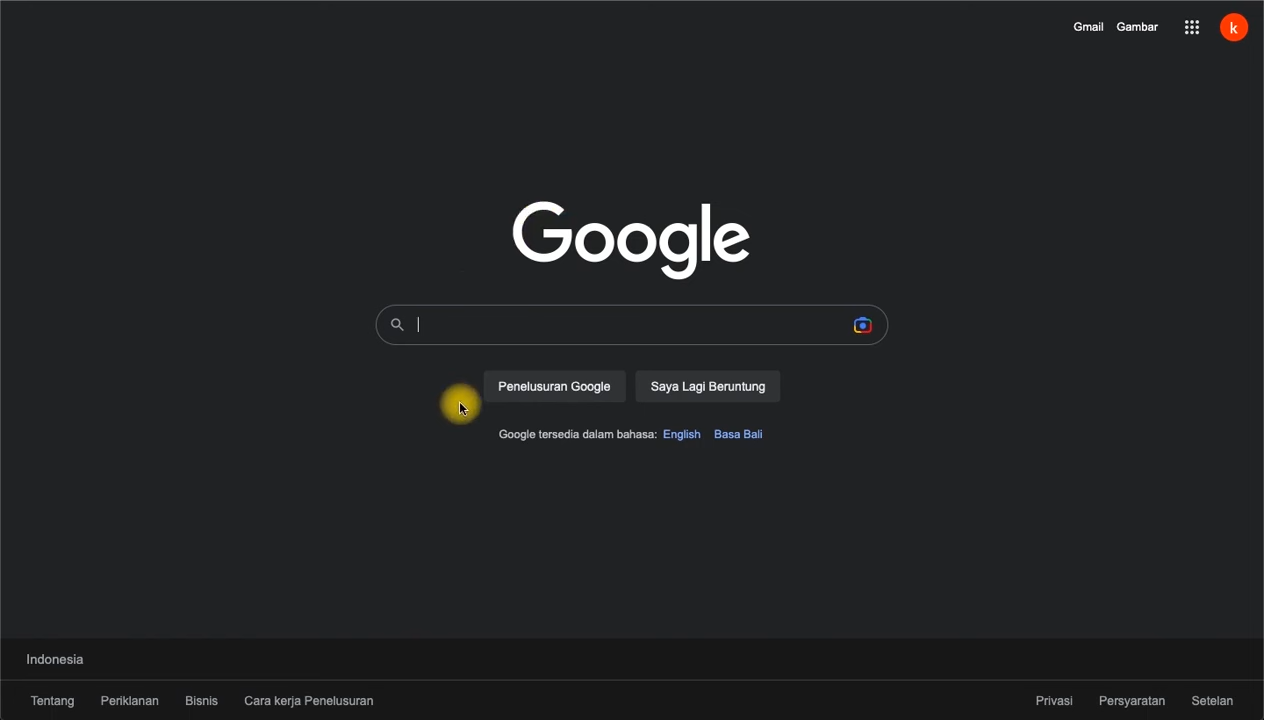 Gmail Gambar
k
Google
Penelusuran Google Saya Lagi Beruntung
Google tersedia dalam bahasa: English Basa Bali
Indonesia
Tentang Periklanan Bisnis Cara kerja Penelusuran Privasi Persyaratan Setelan